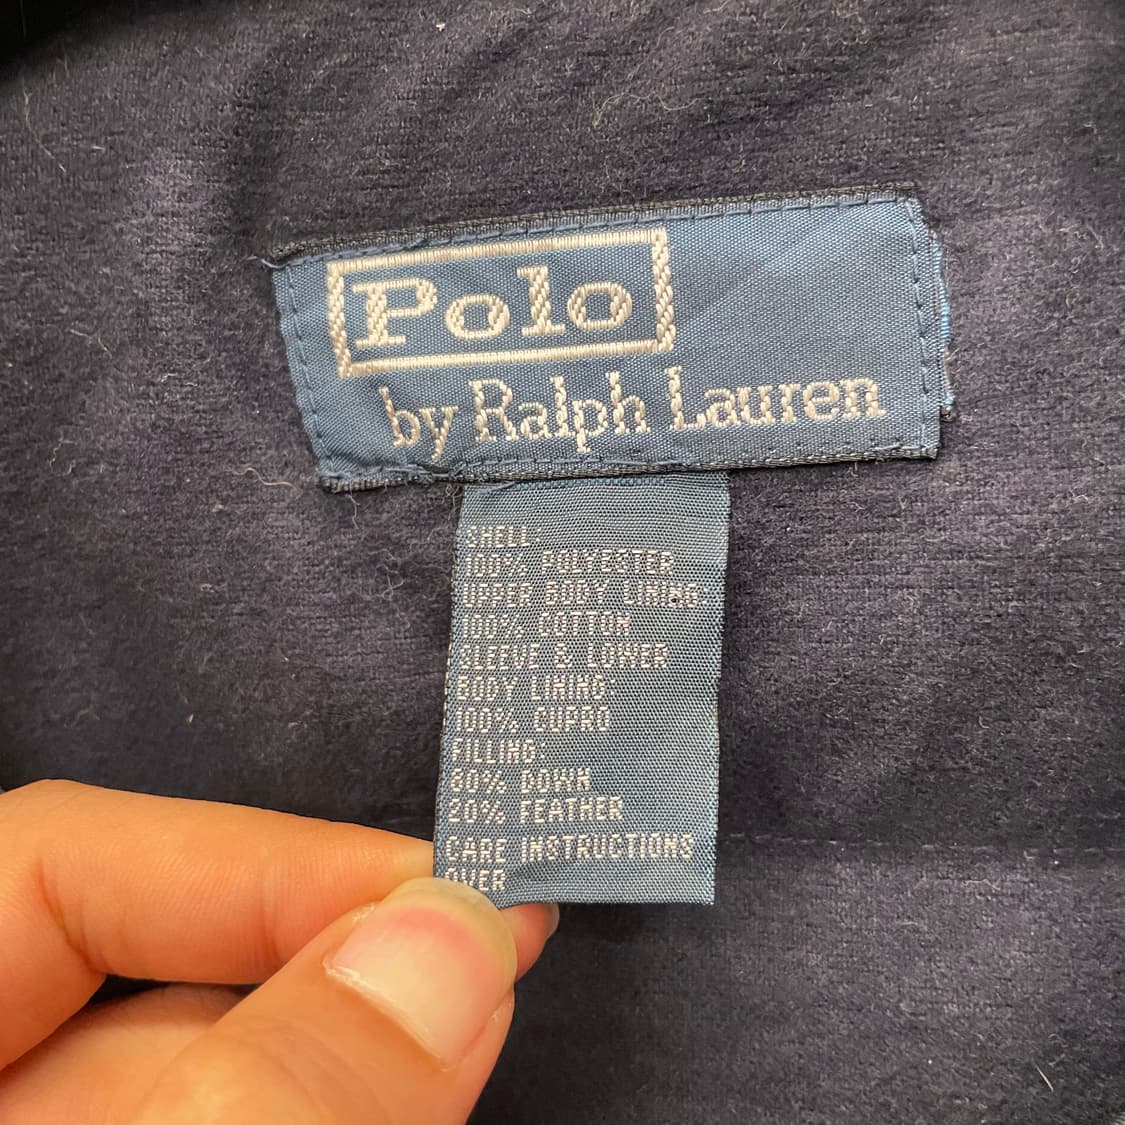 Polo
by Ralph Lauren
SHELL:
100% POLYESTER
UPPER BODY LINING
100% COTTON
SLEEVE & LOWER
BODY LINING
100% CUPRO
FILLING:
80% DOWN
20% FEATHER
CARE INSTRUCTIONS
OVER